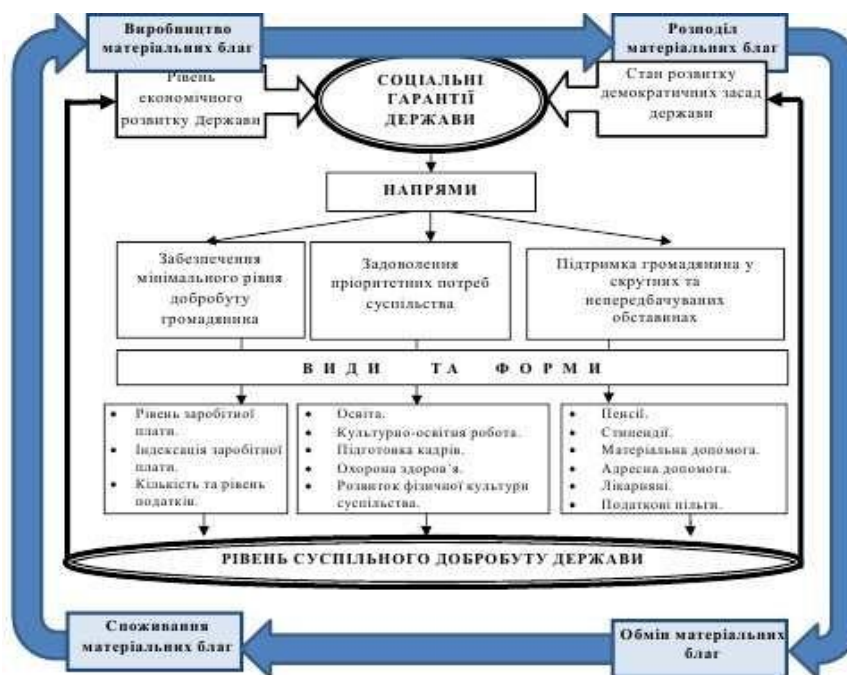 Виробництво
матеріальних благ
Розподіл
матеріальних благ
Рівень
економічного
розвитку Держави
СОЦІАЛЬНІ
ГАРАНТІЇ
ДЕРЖАВИ
Стан розвитку
демократичних засад
держави
НАПРЯМИ
Забезпечення
мінімального рівня
добробуту
громадянина
Задоволення
пріоритетних потреб
суспільства
Підтримка громадянина у
скрутних та
непередбачуваних
обставинах
ВИДИ ТА ФОРМИ
• Рівень заробітної
плати.
• Індексація заробітної
плати.
• Кількість та рівень
податків.
• Освіта.
• Культурно-освітня робота.
• Підготовка кадрів.
• Охорона здоров'я.
• Розвиток фізичної культури
суспільства.
• Пенсії.
• Стипендії.
• Матеріальна допомога.
• Адресна допомога.
• Лікарняні.
• Податкові пільги.
РІВЕНЬ СУСПІЛЬНОГО ДОБРОБУТУ ДЕРЖАВИ
Споживання
матеріальних благ
Обмін матеріальних
благ